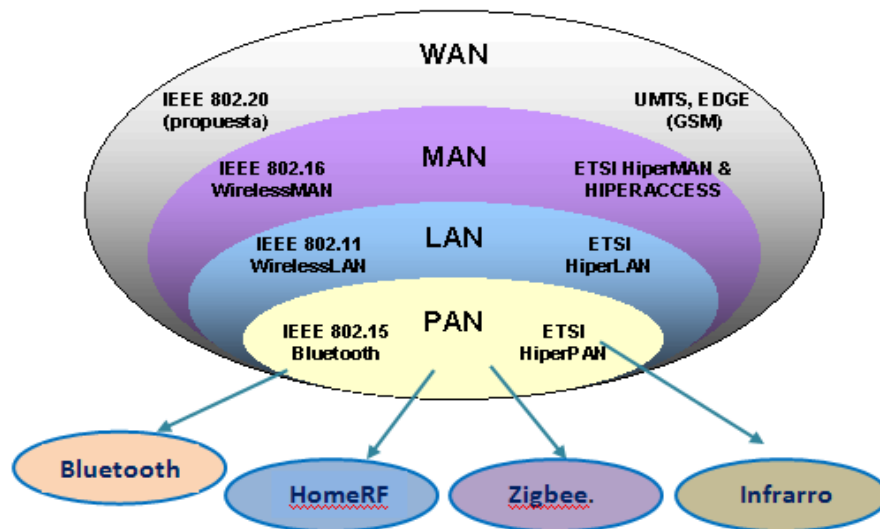 WAN
IEEE 802.20
(propuesta)
UMTS, EDGE
(GSM)
MAN
IEEE 802.16
WirelessMAN
ETSI HiperMAN &
HIPERACCESS
LAN
IEEE 802.11
WirelessLAN
ETSI
HiperLAN
PAN
IEEE 802.15
Bluetooth
ETSI
HiperPAN
Bluetooth
HomeRF
Zigbee.
Infrarro